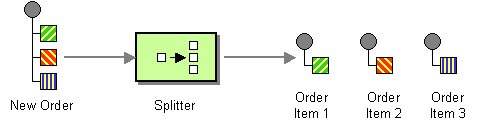 New Order
Splitter
Order
Item 1
Order
Item 2
Order
Item 3